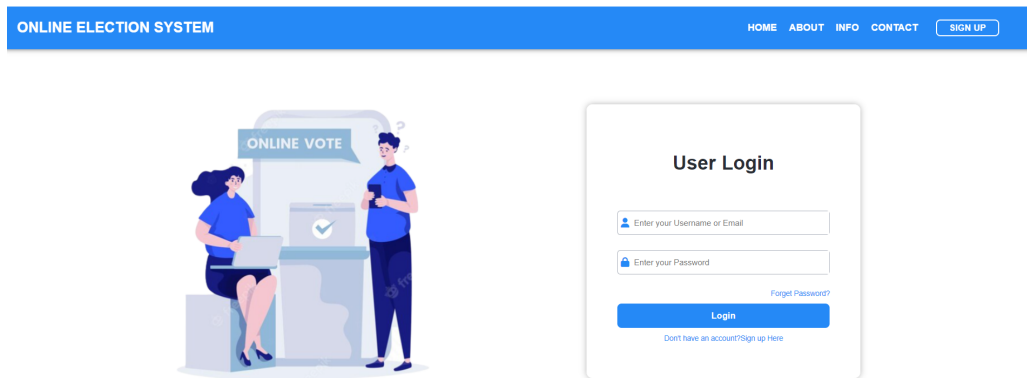 ONLINE ELECTION SYSTEM
HOME ABOUT INFO CONTACT SIGN UP
ONLINE VOTE
User Login
Enter your Username or Email
Enter your Password
Forget Password?
Login
Don't have an account?Sign up Here